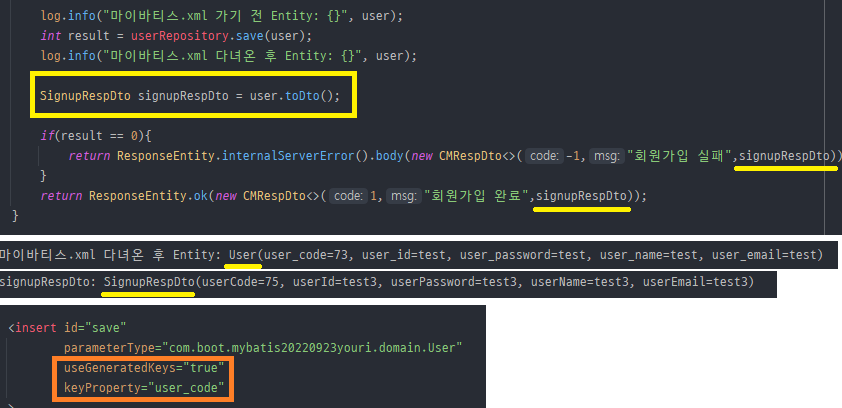 log.info("마이바티스.xml 가기 전 Entity: {}", user);
int result = userRepository.save(user);
log.info("마이바티스.xml 다녀온 후 Entity: {}", user);
SignupRespDto signupRespDto = user.toDto();
if(result == 0){
return ResponseEntity.internalServerError().body(new CMRespDto<>( code: -1, msg: "회원가입 실패",signupRespDto))
}
return ResponseEntity.ok(new CMRespDto<>( code: 1, msg: "회원가입 완료",signupRespDto));
}
마이바티스.xml 다녀온 후 Entity: User(user_code=73, user_id=test, user_password=test, user_name=test, user_email=test)
signupRespDto: SignupRespDto(userCode=75, userId=test3, userPassword=test3, userName=test3, userEmail=test3)
<insert id="save"
parameterType="com.boot.mybatis20220923youri.domain.User"
useGeneratedKeys="true"
keyProperty="user_code"
>